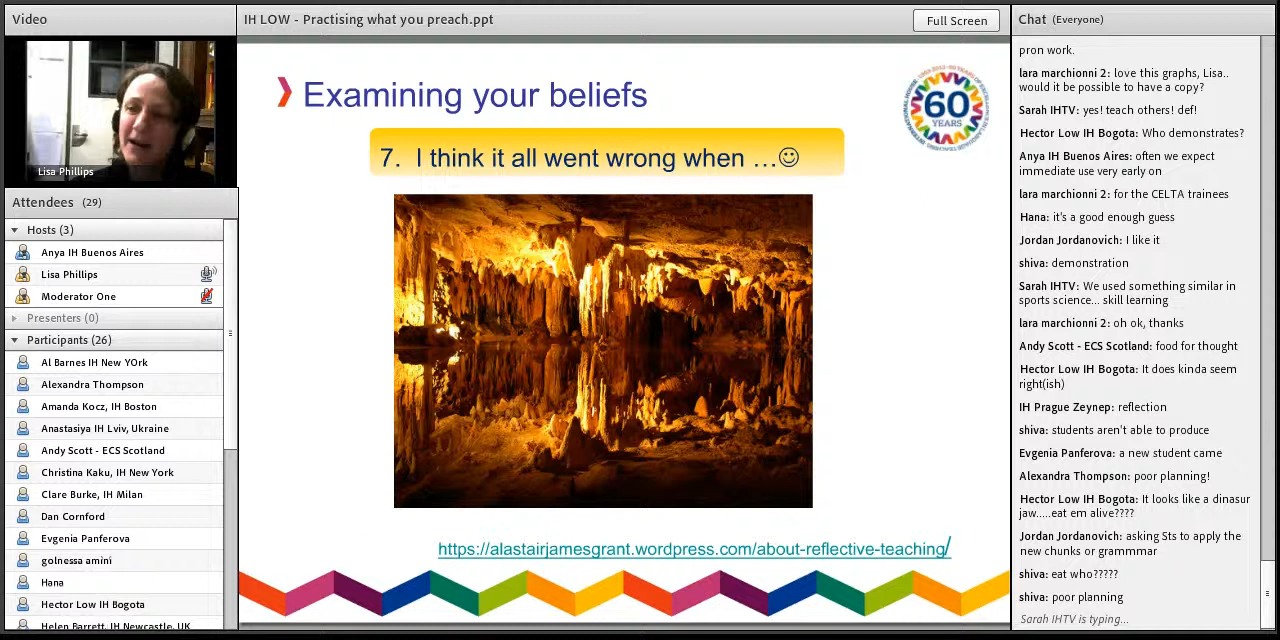 Video
Lisa Phillips
Attendees (29)
Hosts (3)
Anya IH Buenos Aires
Lisa Phillips
Moderator One
Presenters (0)
Participants (26)
Al Barnes IH New YOrk
Alexandra Thompson
Amanda Kocz, IH Boston
Anastasiya IH Lviv, Ukraine
Andy Scott - ECS Scotland
Christina Kaku, IH New York
Clare Burke, IH Milan
Dan Cornford
Evgenia Panferova
golnessa amini
Hana
Hector Low IH Bogota
Helen Barrett, IH Newcastle, UK
IH LOW - Practising what you preach.ppt
Full Screen
Examining your beliefs
60
YEARS
7. I think it all went wrong when …☺
https://alastairjamesgrant.wordpress.com/about-reflective-teaching/
Chat (Everyone)
pron work.
lara marchionni 2: love this graphs, Lisa..
would it be possible to have a copy?
Sarah IHTV: yes! teach others! def!
Hector Low IH Bogota: Who demonstrates?
Anya IH Buenos Aires: often we expect
immediate use very early on
lara marchionni 2: for the CELTA trainees
Hana: it's a good enough guess
Jordan Jordanovich: I like it
shiva: demonstration
Sarah IHTV: We used something similar in
sports science... skill learning
lara marchionni 2: oh ok, thanks
Andy Scott - ECS Scotland: food for thought
Hector Low IH Bogota: It does kinda seem
right(ish)
IH Prague Zeynep: reflection
shiva: students aren't able to produce
Evgenia Panferova: a new student came
Alexandra Thompson: poor planning!
Hector Low IH Bogota: It looks like a dinasur
jaw.....eat em alive????
Jordan Jordanovich: asking Sts to apply the
new chunks or grammmar
shiva: eat who?????
shiva: poor planning
Sarah IHTV is typing...